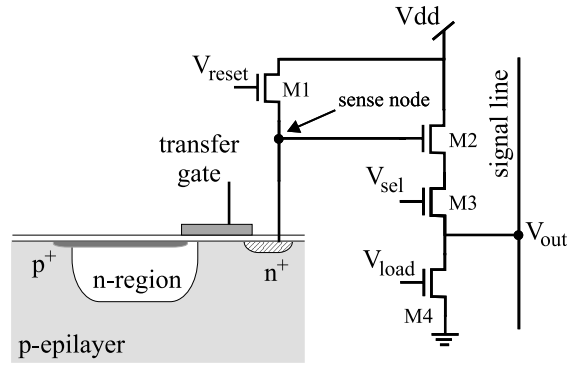 Vdd
Vreset
M1
sense node
signal line
transfer
gate
M2
Vsel
M3
Vout
p+
n-region
n+
Vload
M4
p-epilayer